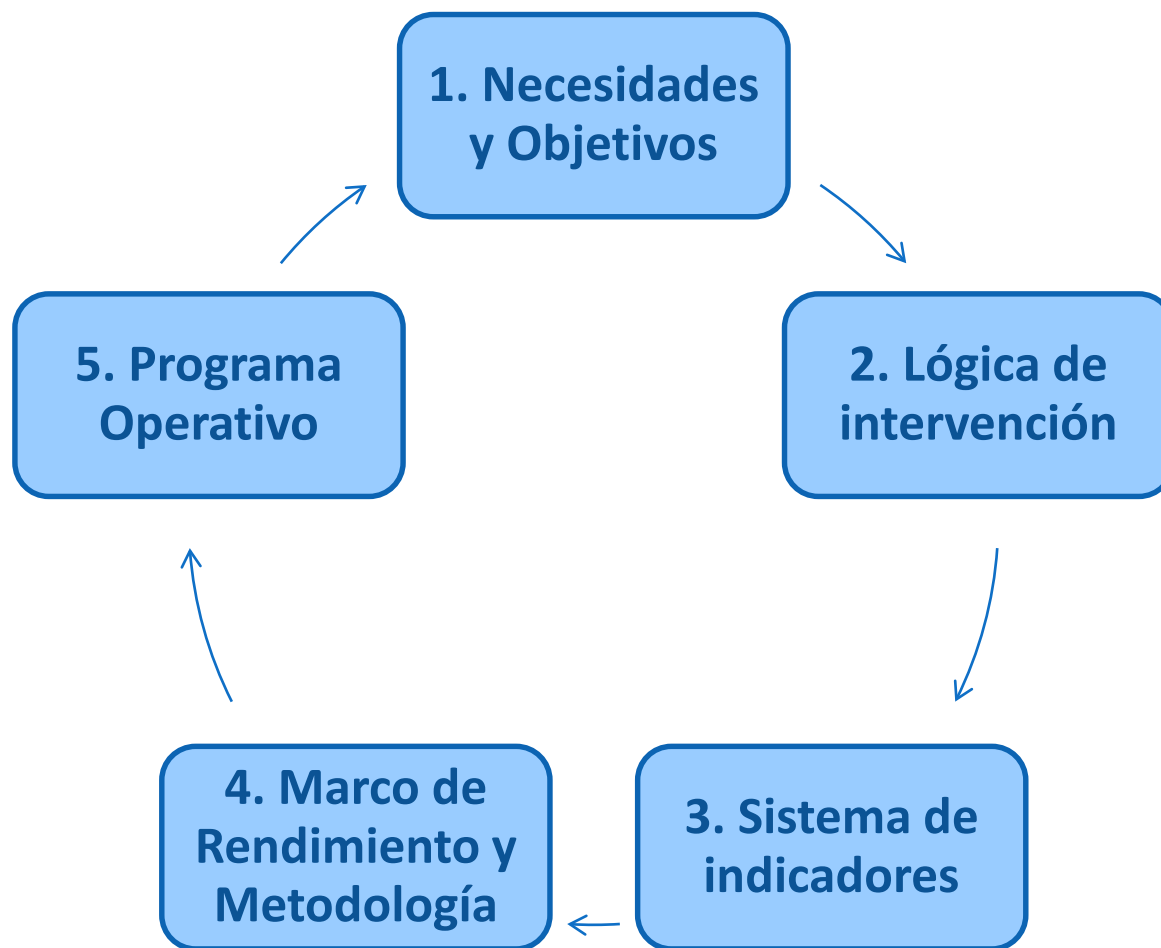 1. Necesidades
y Objetivos
2. Lógica de
intervención
3. Sistema de
indicadores
4. Marco de
Rendimiento y
Metodología
5. Programa
Operativo